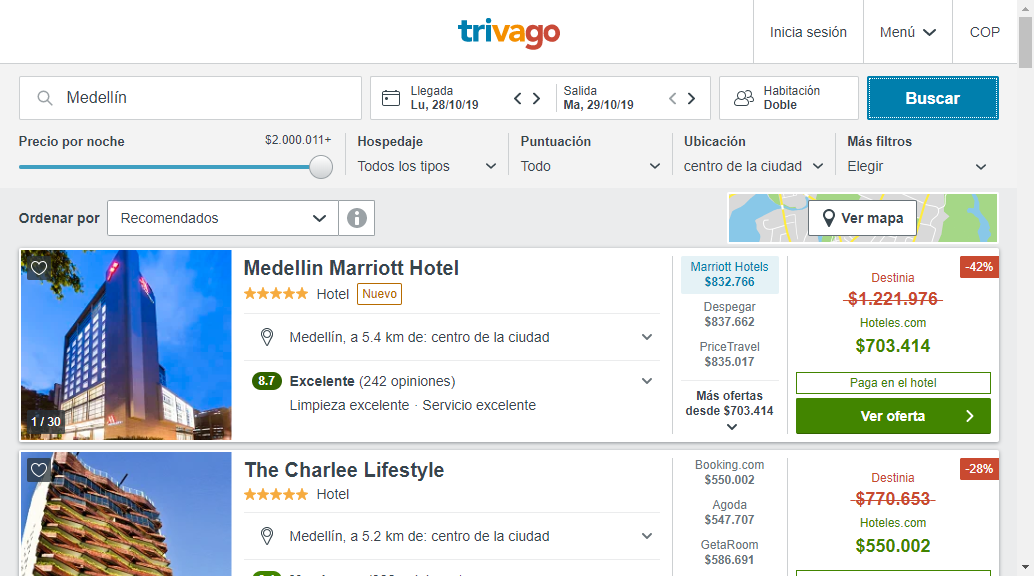 trivago
Inicia sesión
Menú
COP
Medellín
Llegada
Lu, 28/10/19
Salida
Ma, 29/10/19
Habitación
Doble
Buscar
Precio por noche
$2.000.011+
Hospedaje
Todos los tipos
Puntuación
Todo
Ubicación
centro de la ciudad
Más filtros
Elegir
Ordenar por
Recomendados
Ver mapa
1 / 30
Medellin Marriott Hotel
Hotel
Nuevo
Medellín, a 5.4 km de: centro de la ciudad
8.7 Excelente (242 opiniones)
Limpieza excelente · Servicio excelente
Marriott Hotels
$832.766
Despegar
$837.662
PriceTravel
$835.017
Más ofertas
desde $703.414
-42%
Destinia
$1.221.976
Hoteles.com
$703.414
Paga en el hotel
Ver oferta
The Charlee Lifestyle
Hotel
Medellín, a 5.2 km de: centro de la ciudad
Booking.com
$550.002
Agoda
$547.707
GetaRoom
$586.691
-28%
Destinia
$770.653
Hoteles.com
$550.002